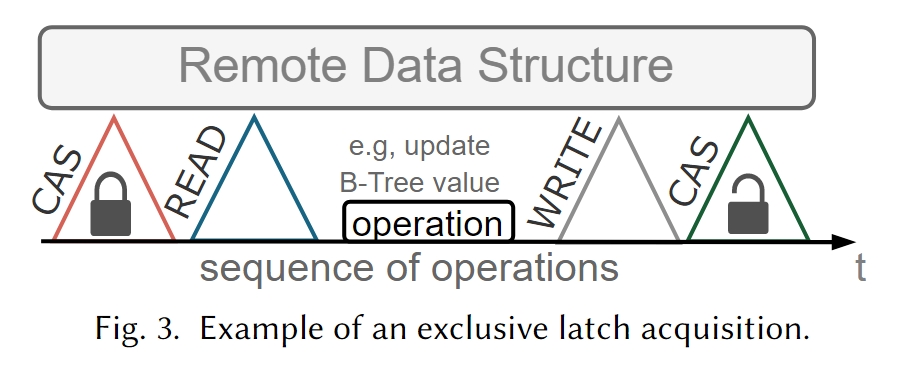 Remote Data Structure
CAS
READ
e.g, update
B-Tree value
operation
WRITE
CAS
sequence of operations
t
Fig. 3. Example of an exclusive latch acquisition.